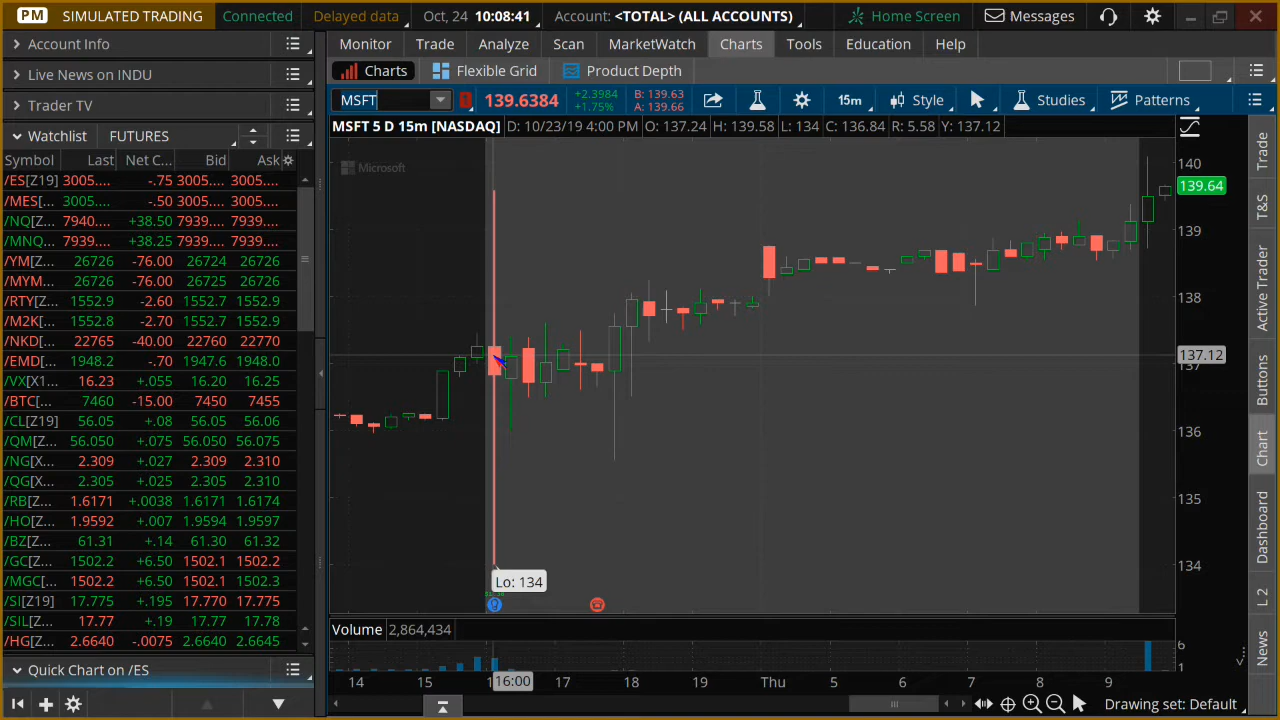 PM SIMULATED TRADING Connected Delayed data Oct, 24 10:08:41 Account: <TOTAL> (ALL ACCOUNTS) Home Screen Messages
Account Info
Live News on INDU
Trader TV
Watchlist FUTURES
Symbol Last Net C... Bid Ask
/ES[Z19] 3005.... -.75 3005.... 3005....
/MES[... 3005.... -.50 3005.... 3005....
/NQ[Z... 7940.... +38.50 7939.... 7939....
/MNQ... 7939.... +38.25 7939.... 7939....
/YM[Z... 26726 -76.00 26724 26726
/MYM... 26726 -76.00 26725 26726
/RTY[Z... 1552.9 -2.60 1552.7 1552.9
/M2K[... 1552.8 -2.70 1552.7 1552.9
/NKD[... 22765 -40.00 22760 22770
/EMD[... 1948.2 -.70 1947.6 1948.0
/VX[X1... 16.23 +.055 16.20 16.25
/BTC[... 7460 -15.00 7450 7455
/CL[Z19] 56.05 +.08 56.05 56.06
/QM[Z... 56.050 +.075 56.050 56.075
/NG[X... 2.309 +.027 2.309 2.310
/QG[X... 2.305 +.025 2.305 2.310
/RB[Z... 1.6171 +.0038 1.6171 1.6174
/HO[Z... 1.9592 +.007 1.9594 1.9597
/BZ[Z... 61.31 +.14 61.30 61.32
/GC[Z... 1502.2 +6.50 1502.1 1502.2
/MGC[... 1502.2 +6.50 1502.1 1502.3
/SI[Z19] 17.775 +.195 17.770 17.775
/SIL[Z... 17.77 +.19 17.77 17.78
/HG[Z... 2.6640 -.0075 2.6640 2.6645
Quick Chart on /ES
Monitor Trade Analyze Scan MarketWatch Charts Tools Education Help
Charts Flexible Grid Product Depth
MSFT 139.6384 +2.3984 +1.75% B: 139.63 A: 139.66 15m Style Studies Patterns
MSFT 5 D 15m [NASDAQ] D: 10/23/19 4:00 PM O: 137.24 H: 139.58 L: 134 C: 136.84 R: 5.58 Y: 137.12
Microsoft
140
139.64
139
138
137.12
137
136
135
134
Lo: 134
Volume 2,864,434
6
1
14 15 16:00 17 18 19 Thu 5 6 7 8 9
Drawing set: Default
Trade
T&S
Active Trader
Buttons
Chart
Dashboard
L 2
News